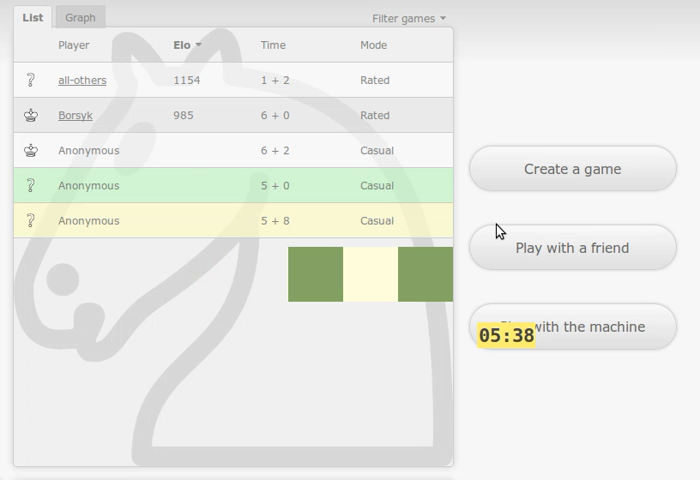 List Graph Filter games
Player Elo Time Mode
? all-others 1154 1 + 2 Rated
Borsyk 985 6 + 0 Rated
Anonymous 6 + 2 Casual
? Anonymous 5 + 0 Casual
? Anonymous 5 + 8 Casual
Create a game
Play with a friend
with the machine
05:38